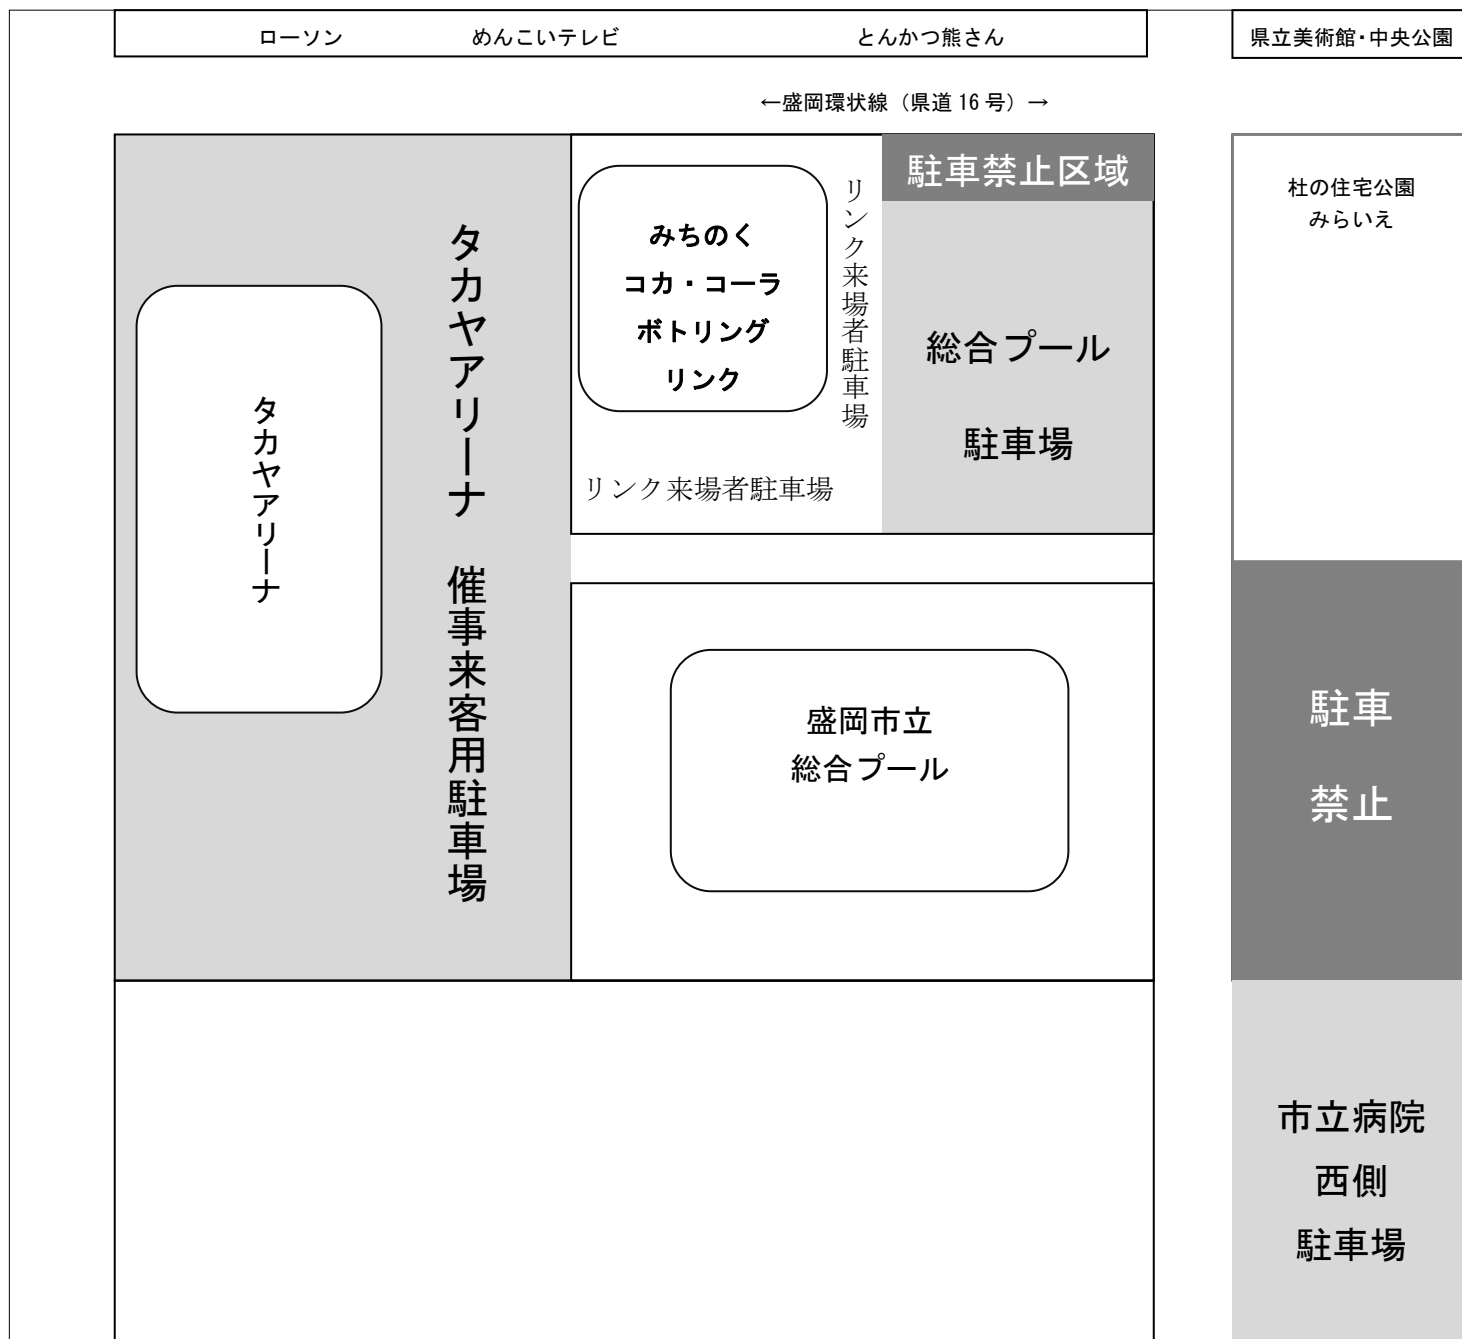 ローソン
めんこいテレビ
とんかつ熊さん
県立美術館・中央公園
←盛岡環状線（県道16号）→
タカヤアリーナ
タカヤアリーナ　催事来客用駐車場
みちのく
コカ・コーラ
ボトリング
リンク
リンク来場者駐車場
リンク来場者駐車場
駐車禁止区域
総合プール
駐車場
杜の住宅公園
みらいえ
盛岡市立
総合プール
駐車
禁止
市立病院
西側
駐車場